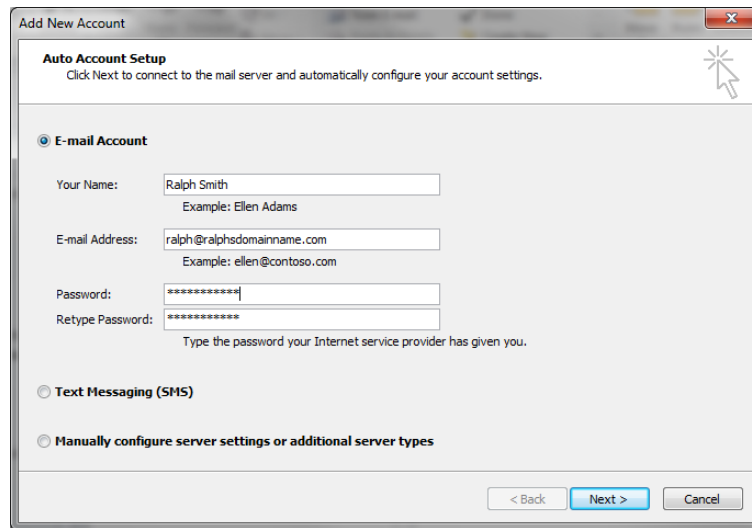 Add New Account
x
Auto Account Setup
Click Next to connect to the mail server and automatically configure your account settings.
E-mail Account
Your Name: Ralph Smith
Example: Ellen Adams
E-mail Address: ralph@ralphsdomainname.com
Example: ellen@contoso.com
Password: ***********
Retype Password: ***********
Type the password your Internet service provider has given you.
Text Messaging (SMS)
Manually configure server settings or additional server types
< Back Next > Cancel